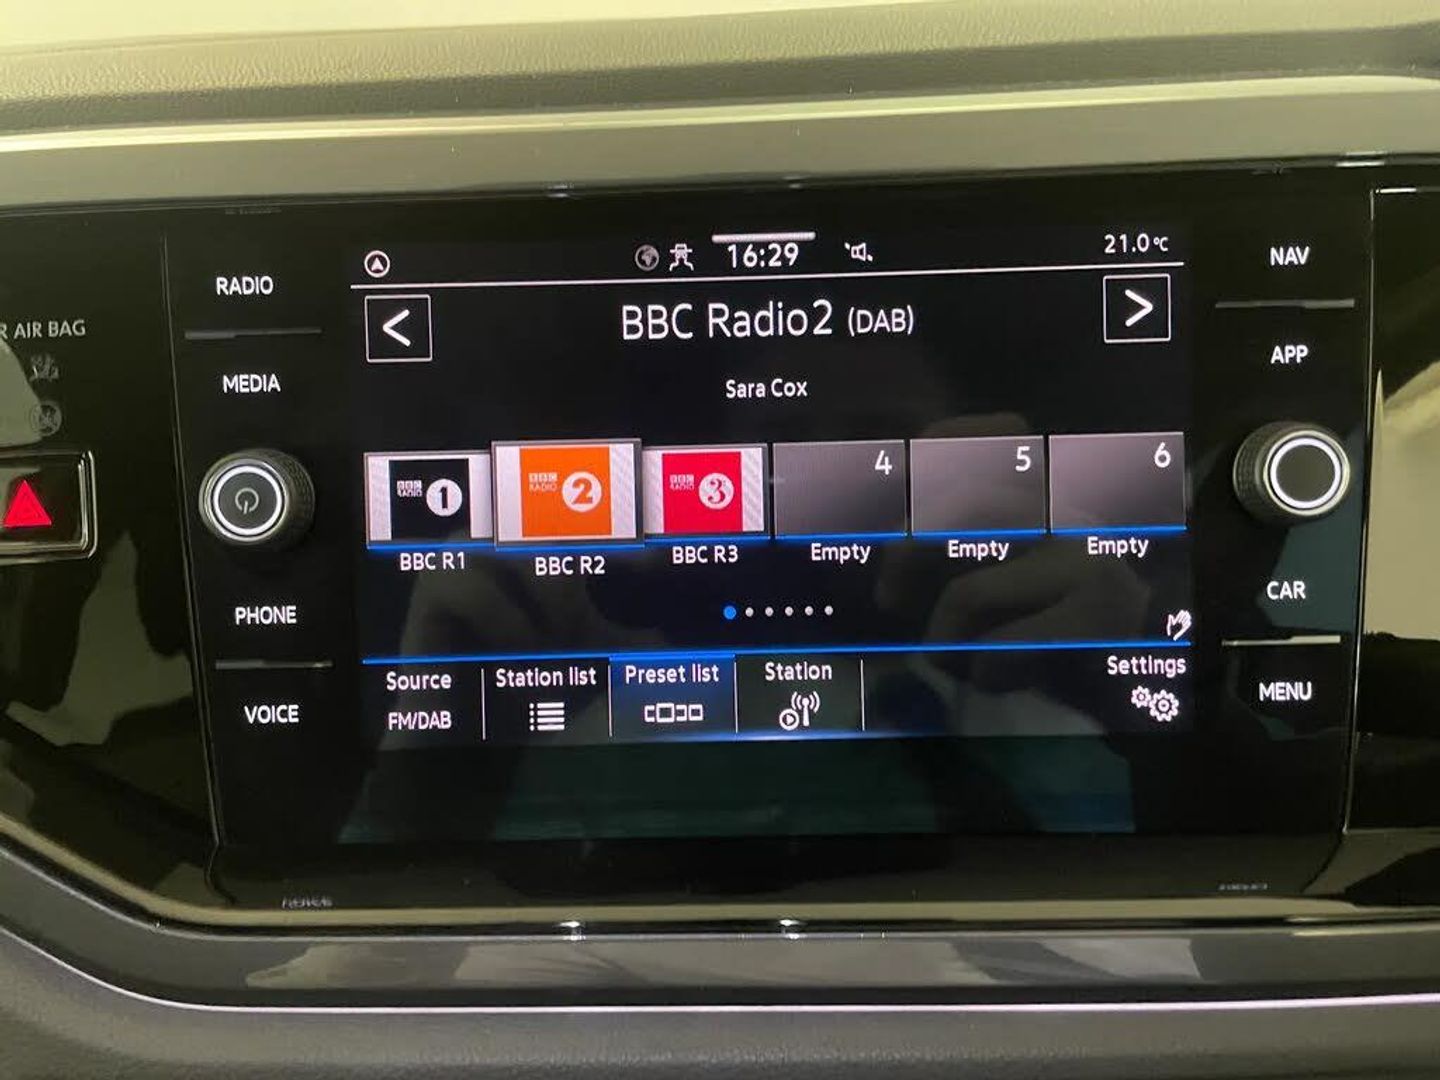 16:29
21.0°C
RADIO
NAV
BBC Radio2 (DAB)
R AIR BAG
APP
MEDIA
Sara Cox
BBC RADIO 1
BBC RADIO 2
BBC RADIO 3
4
5
6
BBC R1
BBC R2
BBC R3
Empty
Empty
Empty
CAR
PHONE
Source
Station list
Preset list
Station
Settings
FM/DAB
MENU
VOICE